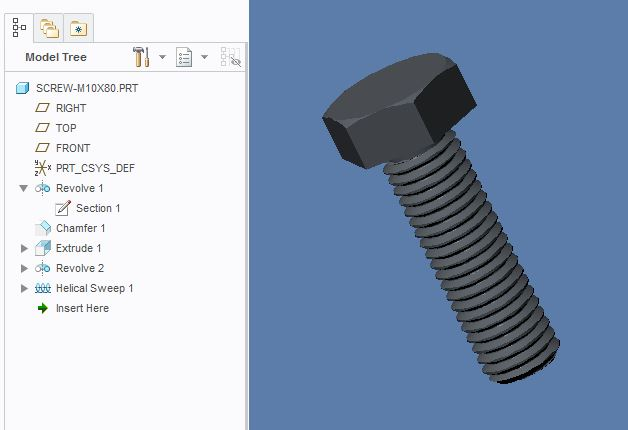 Model Tree
SCREW-M10X80.PRT
RIGHT
TOP
FRONT
PRT_CSYS_DEF
Revolve 1
Section 1
Chamfer 1
Extrude 1
Revolve 2
Helical Sweep 1
Insert Here